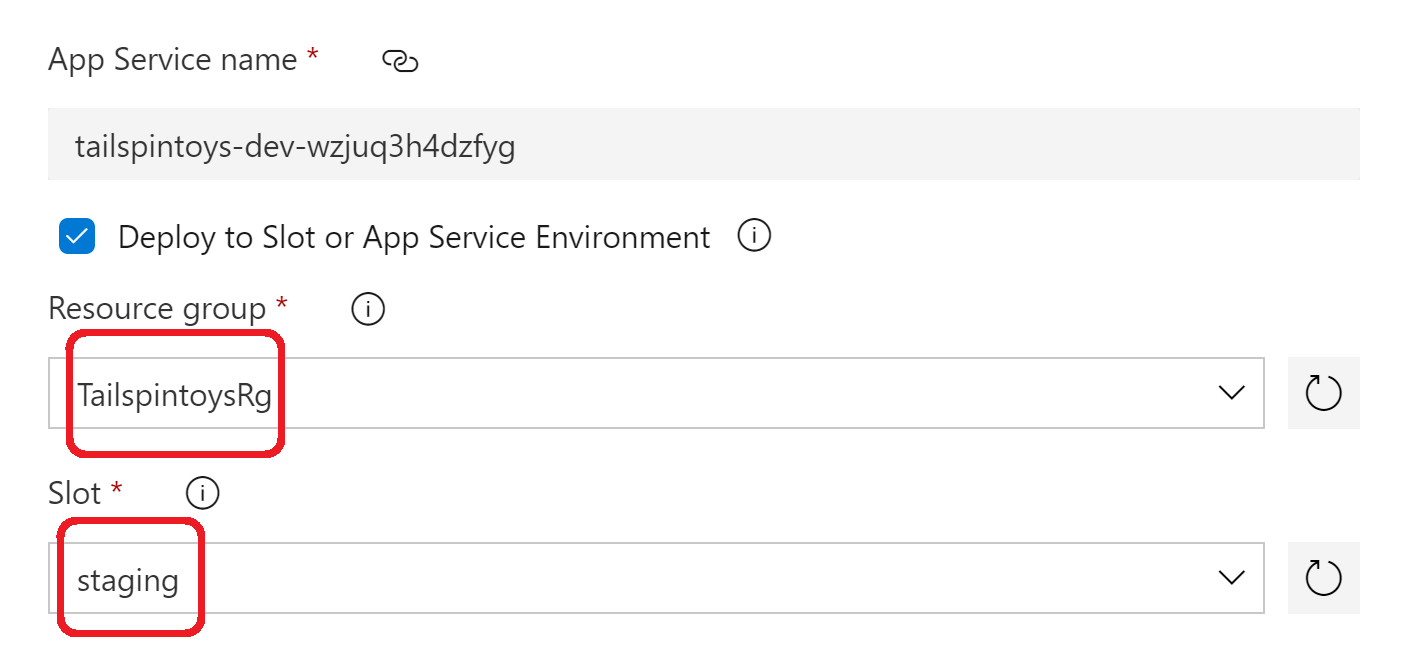 App Service name *
tailspintoys-dev-wzjuq3h4dzfyg
Deploy to Slot or App Service Environment
Resource group *
TailspintoysRg
Slot *
staging